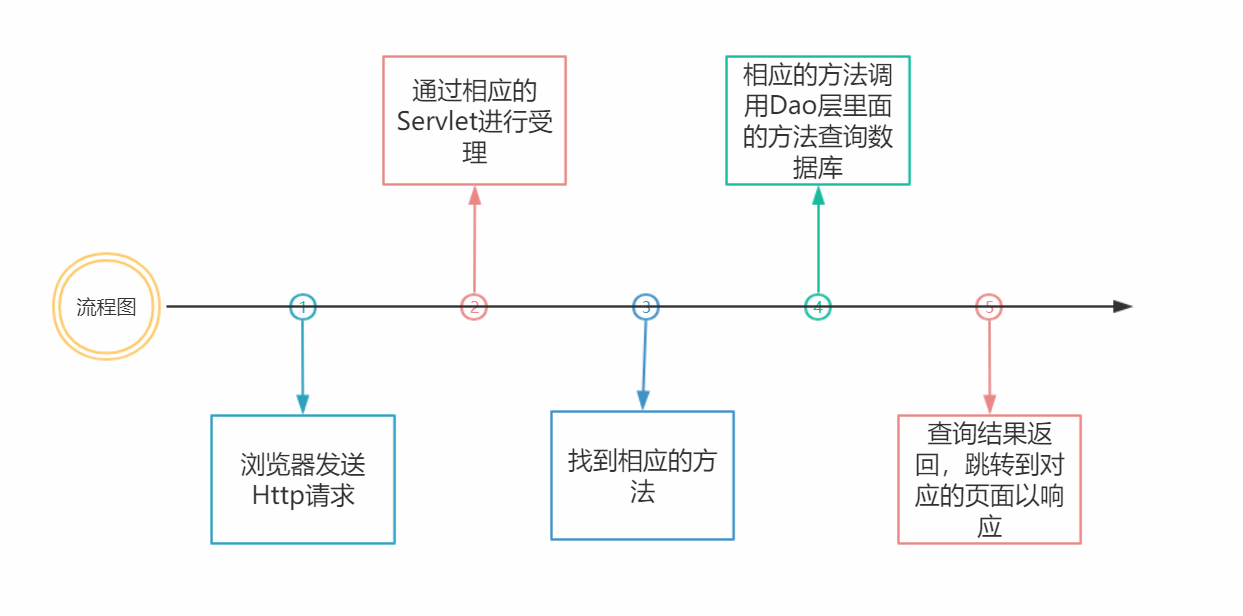 流程图
1
浏览器发送
Http请求
2
通过相应的
Servlet进行受
理
3
找到相应的方
法
4
相应的方法调
用Dao层里面
的方法查询数
据库
5
查询结果返
回，跳转到对
应的页面以响
应